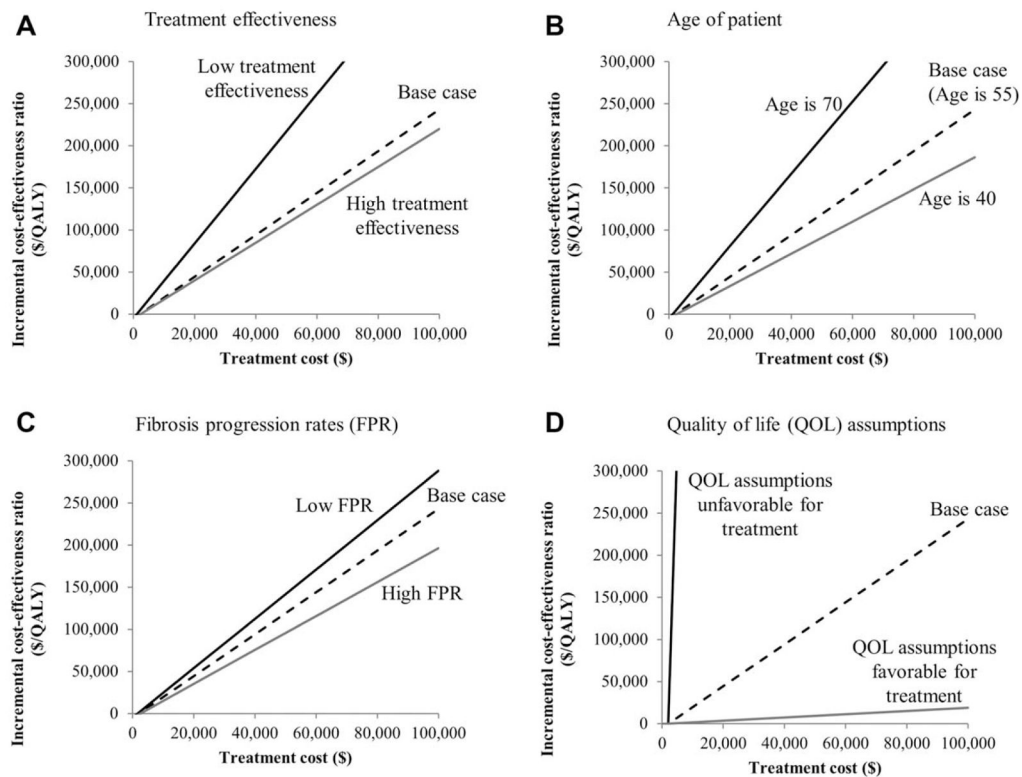 A
Treatment effectiveness
Incremental cost-effectiveness ratio
($/QALY)
300,000
250,000
200,000
150,000
100,000
50,000
0
Low treatment
effectiveness
Base case
High treatment
effectiveness
0
20,000
40,000
60,000
80,000
100,000
Treatment cost ($)
B
Age of patient
Incremental cost-effectiveness ratio
($/QALY)
300,000
250,000
200,000
150,000
100,000
50,000
0
Age is 70
Base case
(Age is 55)
Age is 40
0
20,000
40,000
60,000
80,000
100,000
Treatment cost ($)
C
Fibrosis progression rates (FPR)
Incremental cost-effectiveness ratio
($/QALY)
300,000
250,000
200,000
150,000
100,000
50,000
0
Low FPR
Base case
High FPR
0
20,000
40,000
60,000
80,000
100,000
Treatment cost ($)
D
Quality of life (QOL) assumptions
Incremental cost-effectiveness ratio
($/QALY)
300,000
250,000
200,000
150,000
100,000
50,000
0
QOL assumptions
unfavorable for
treatment
Base case
QOL assumptions
favorable for
treatment
0
20,000
40,000
60,000
80,000
100,000
Treatment cost ($)